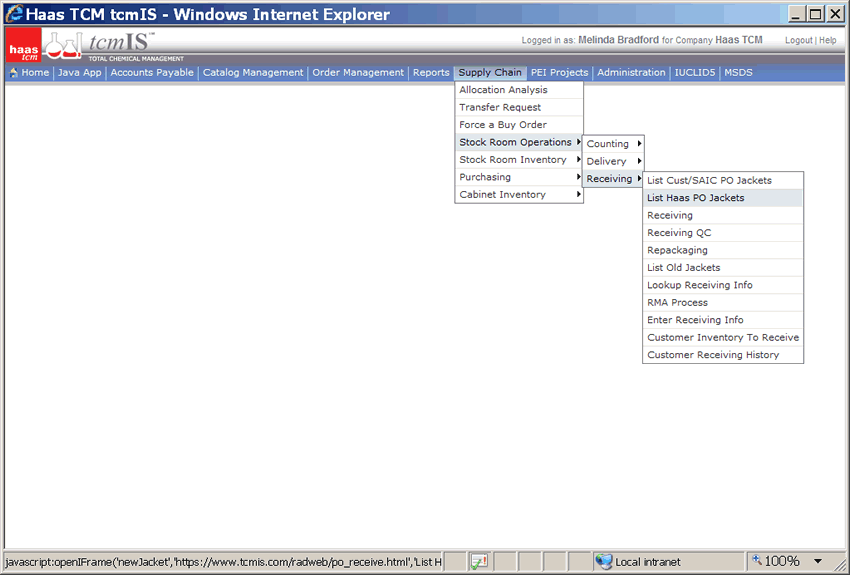 Haas TCM tcmIS - Windows Internet Explorer
haas tcm
tcmIS™
TOTAL CHEMICAL MANAGEMENT
Logged in as: Melinda Bradford for Company Haas TCM
Logout | Help
Home | Java App | Accounts Payable | Catalog Management | Order Management | Reports | Supply Chain | PEI Projects | Administration | IUCLID5 | MSDS
Allocation Analysis
Transfer Request
Force a Buy Order
Stock Room Operations
Stock Room Inventory
Purchasing
Cabinet Inventory
Counting
Delivery
Receiving
List Cust/SAIC PO Jackets
List Haas PO Jackets
Receiving
Receiving QC
Repackaging
List Old Jackets
Lookup Receiving Info
RMA Process
Enter Receiving Info
Customer Inventory To Receive
Customer Receiving History
javascript:openIFrame('newJacket','https://www.tcmis.com/radweb/po_receive.html','List H
Local intranet
100%